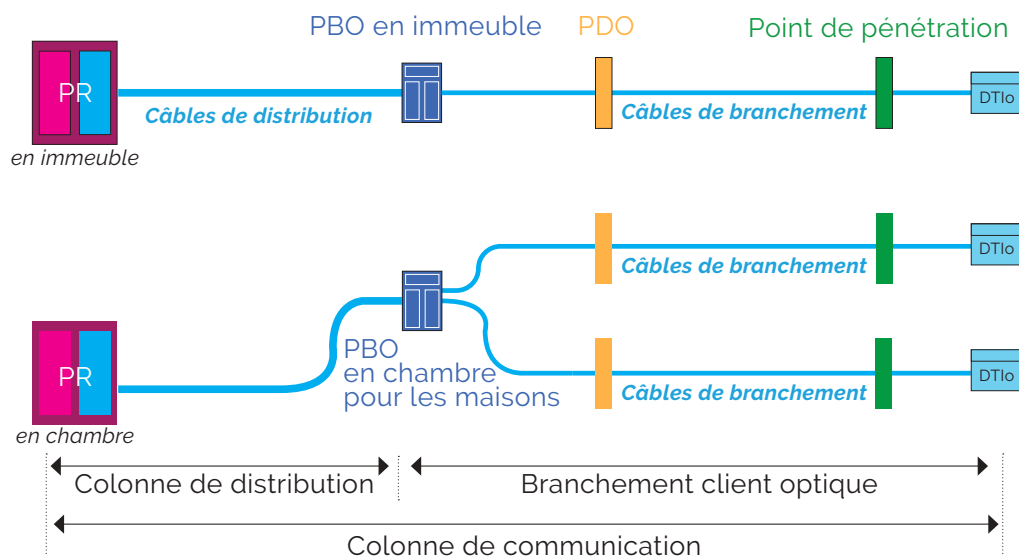 PBO en immeuble
PDO
Point de pénétration
PR
DTIo
Câbles de distribution
Câbles de branchement
en immeuble
DTIo
Câbles de branchement
PBO
en chambre
pour les maisons
PR
DTIo
Câbles de branchement
en chambre
Colonne de distribution
Branchement client optique
Colonne de communication